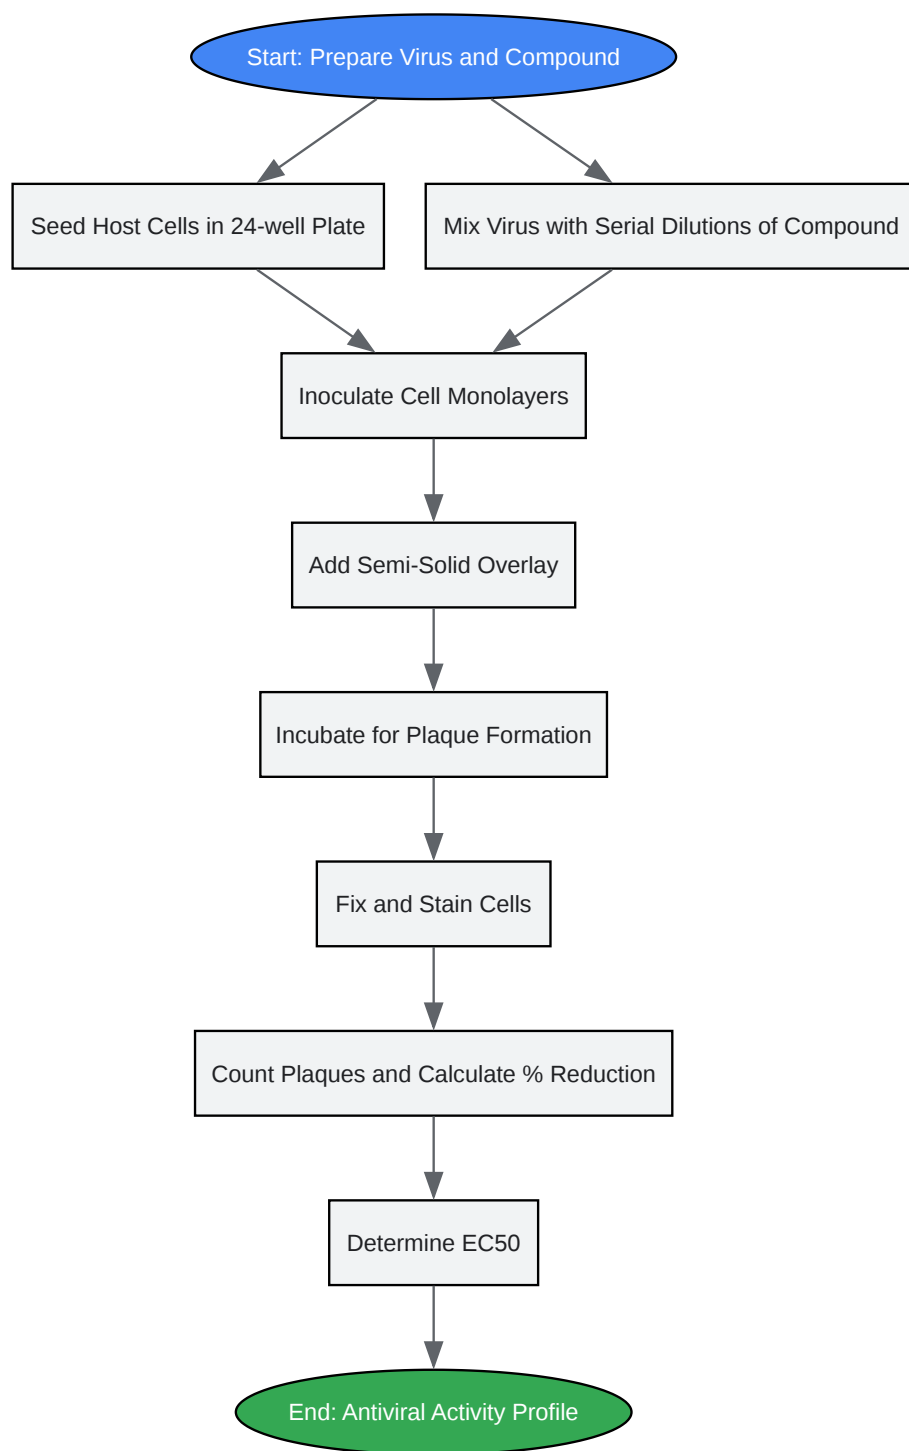 Start: Prepare Virus and Compound
Seed Host Cells in 24-well Plate
Mix Virus with Serial Dilutions of Compound
Inoculate Cell Monolayers
Add Semi-Solid Overlay
Incubate for Plaque Formation
Fix and Stain Cells
Count Plaques and Calculate % Reduction
Determine EC50
End: Antiviral Activity Profile